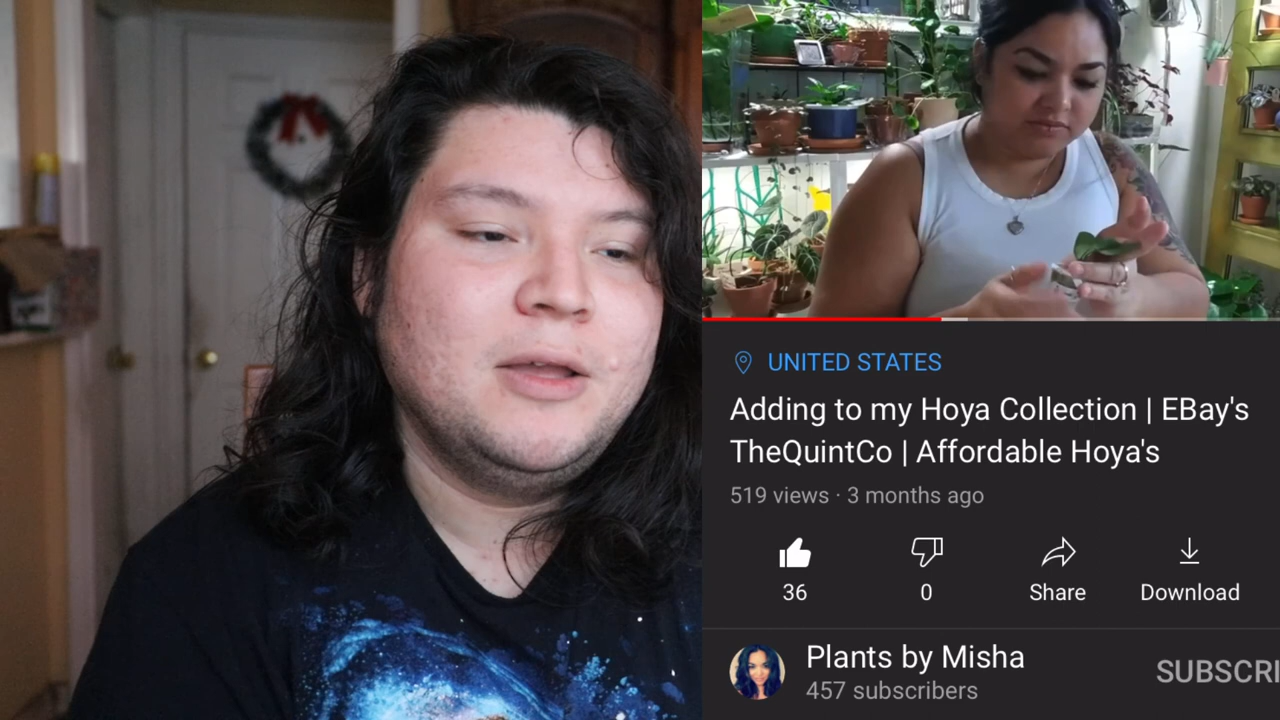 UNITED STATES
Adding to my Hoya Collection | EBay's
TheQuintCo | Affordable Hoya's
519 views · 3 months ago
36
0
Share
Download
Plants by Misha
457 subscribers
SUBSCRI